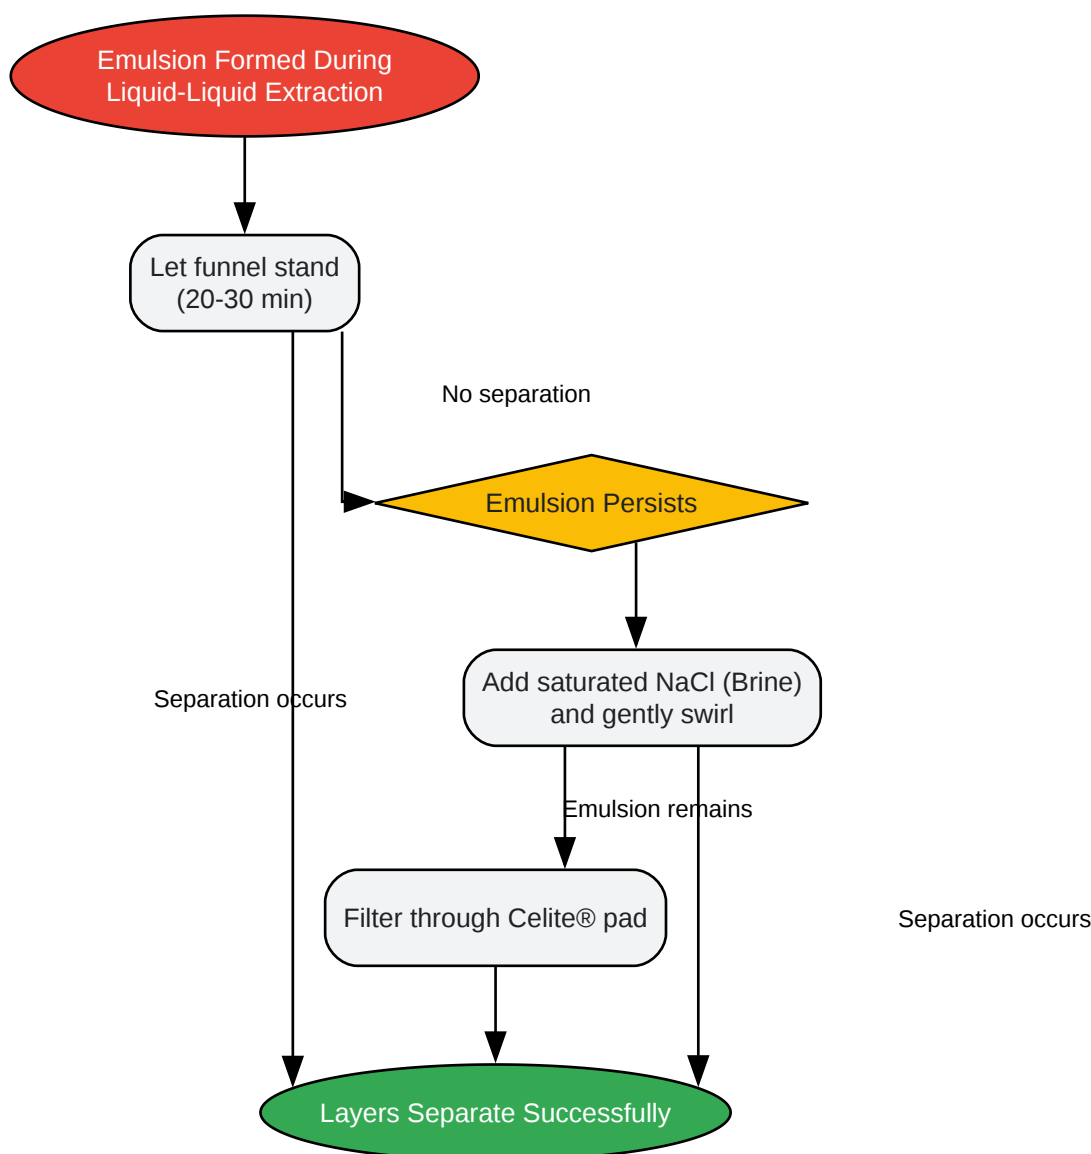 Emulsion Formed During
Liquid-Liquid Extraction
Let funnel stand
(20-30 min)
No separation
Emulsion Persists
Separation occurs
Add saturated NaCl (Brine)
and gently swirl
Emulsion remains
Filter through Celite® pad
Separation occurs
Layers Separate Successfully